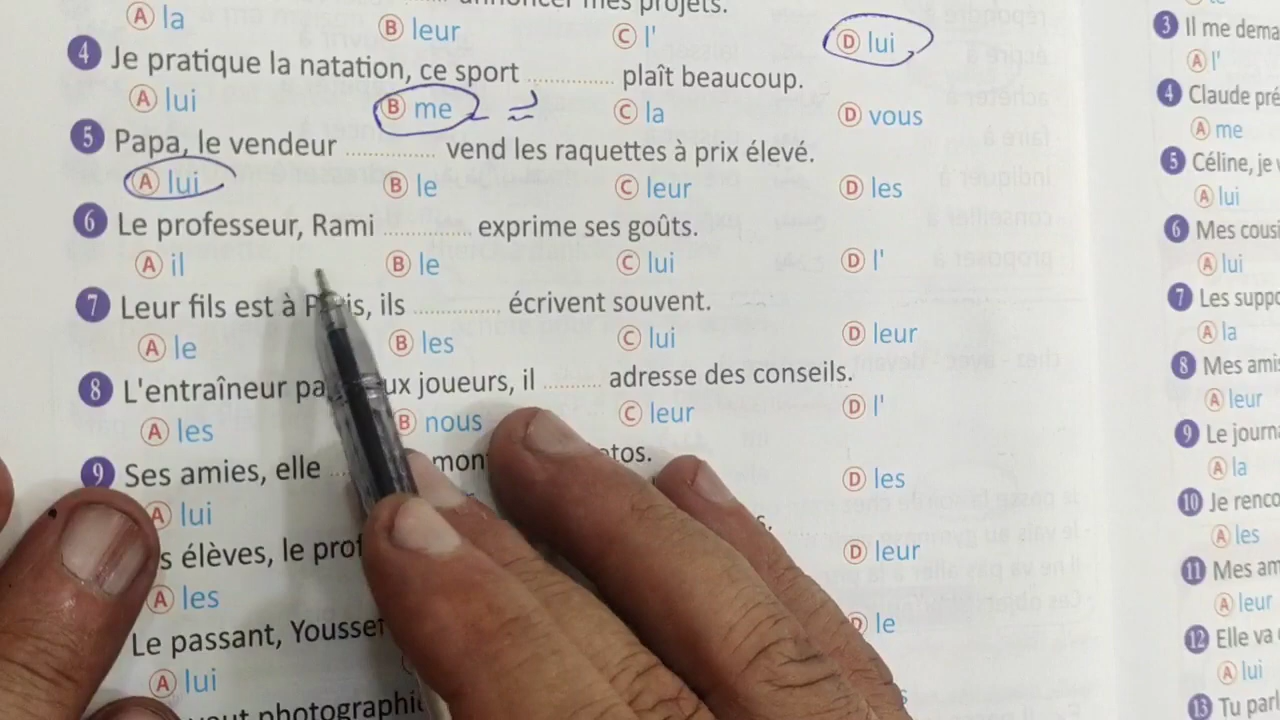 annoncer mes projets.
A la B leur C l' D lui
4 Je pratique la natation, ce sport .......... plaît beaucoup.
A lui B me C la D vous
5 Papa, le vendeur .......... vend les raquettes à prix élevé.
A lui B le C leur D les
6 Le professeur, Rami .......... exprime ses goûts.
A il B le C lui D l'
7 Leur fils est à Paris, ils .......... écrivent souvent.
A le B les C lui D leur
8 L'entraîneur aux joueurs, il .......... adresse des conseils.
A les B nous C leur D l'
9 Ses amies, elle
A lui D les
élèves, le prof
A les D leur
Le passant, Youssef
A lui D le
photographi
3 Il me dema
A l'
4 Claude pré
A me
5 Céline, je
A lui
6 Mes cousi
A lui
7 Les suppo
A la
8 Mes amis
A leur
9 Le journa
A la
10 Je renco
A les
11 Mes am
A leur
12 Elle va
A lui
13 Tu parl